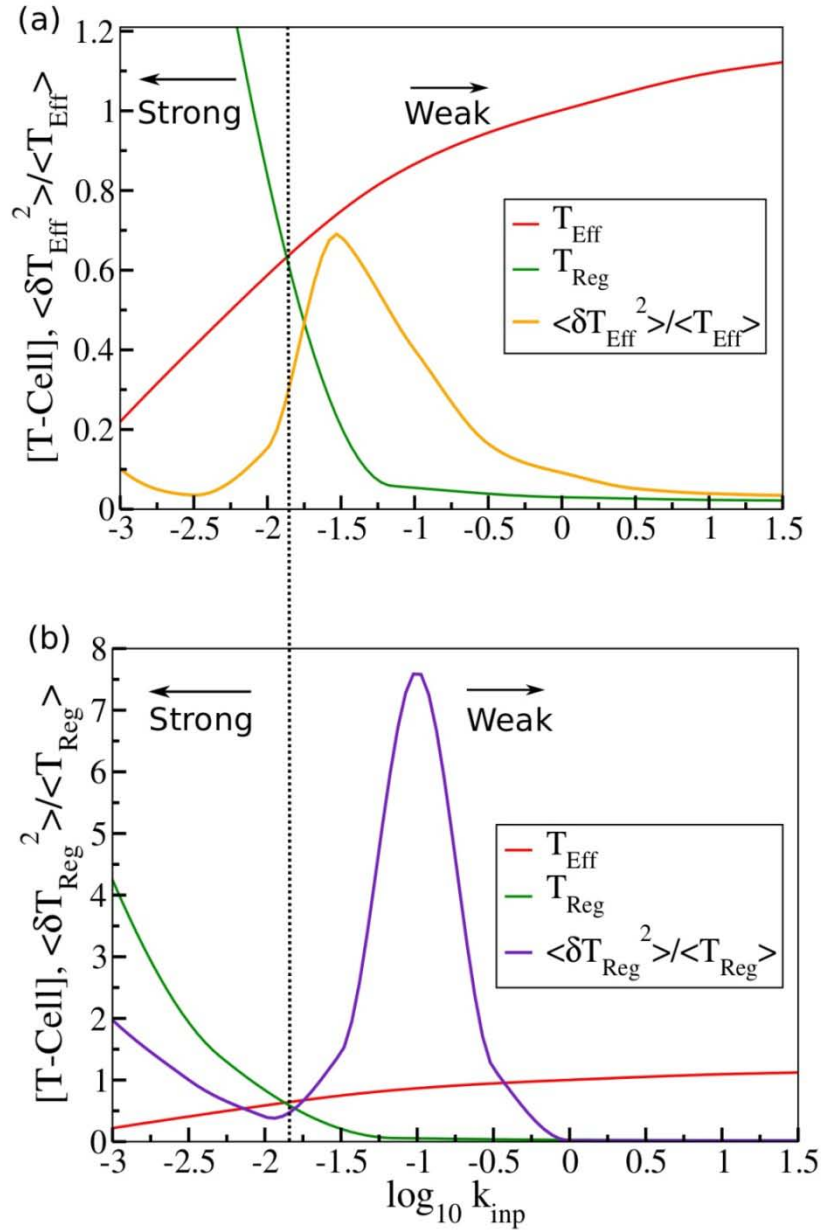 (a)
[T-Cell], <δT_Eff^2>/<T_Eff>
1.2
1
0.8
0.6
0.4
0.2
0
Strong
Weak
T_Eff
T_Reg
<δT_Eff^2>/<T_Eff>
-3 -2.5 -2 -1.5 -1 -0.5 0 0.5 1 1.5
(b)
[T-Cell], <δT_Reg^2>/<T_Reg>
8
7
6
5
4
3
2
1
0
Strong
Weak
T_Eff
T_Reg
<δT_Reg^2>/<T_Reg>
-3 -2.5 -2 -1.5 -1 -0.5 0 0.5 1 1.5
log_10 k_inp